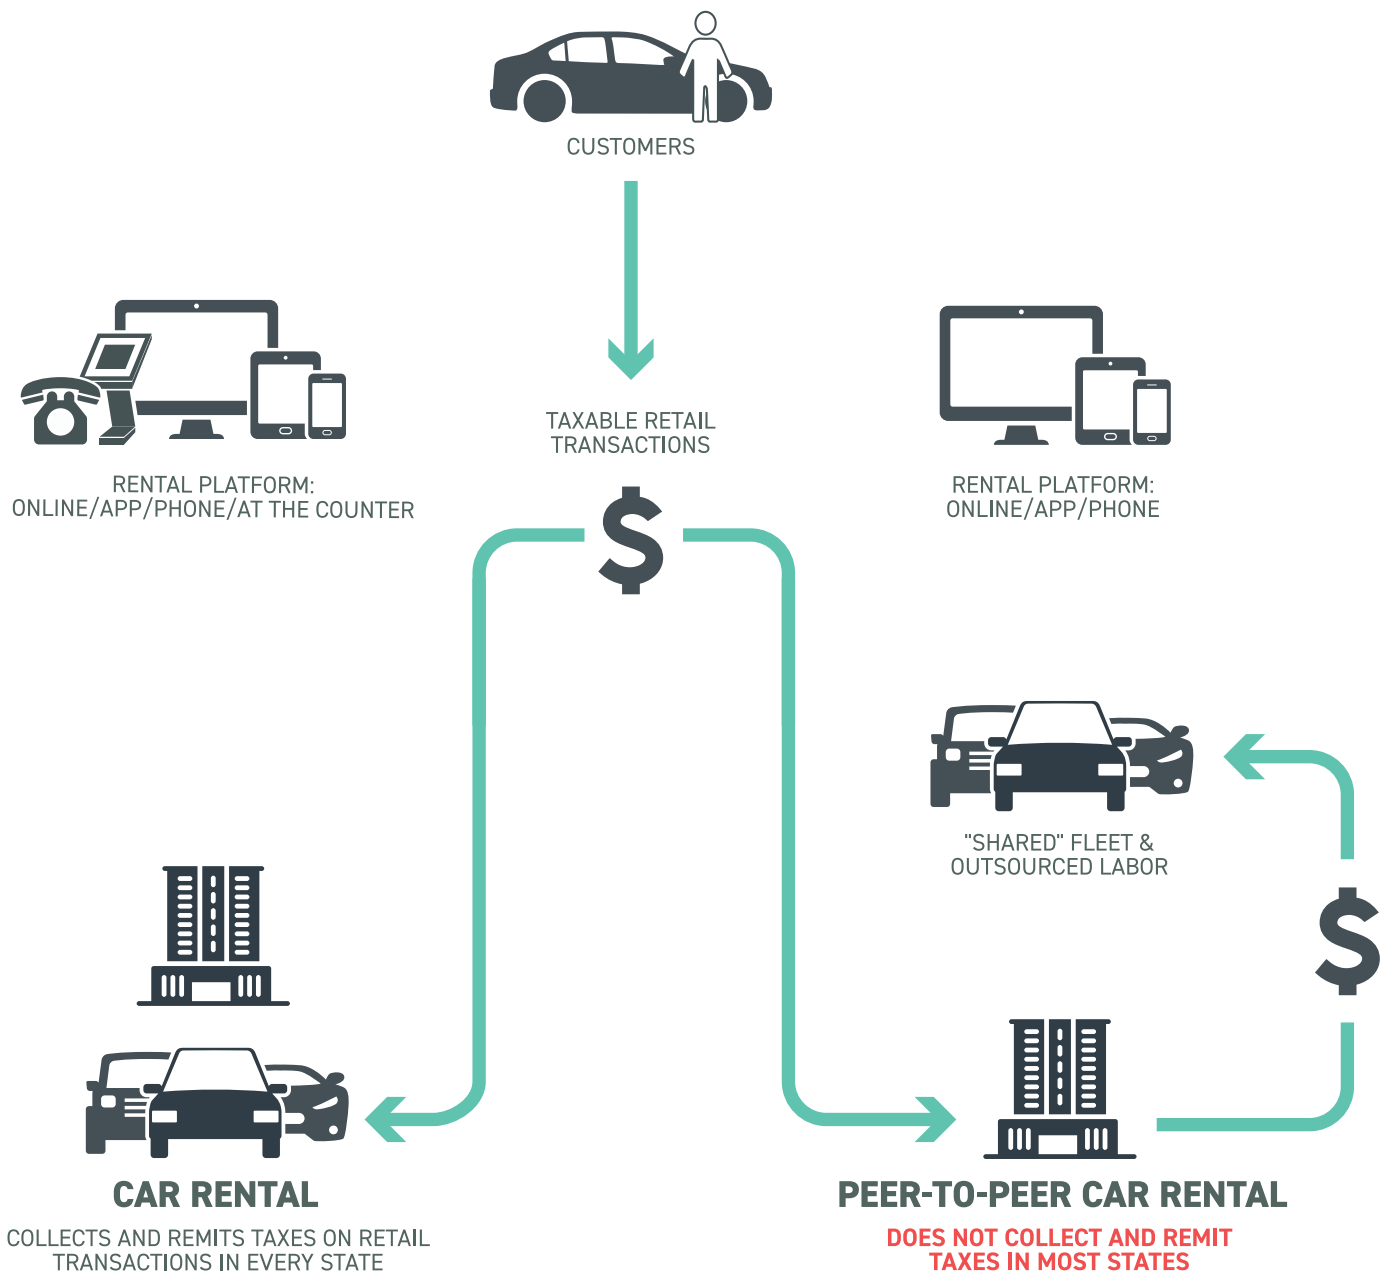 CUSTOMERS
TAXABLE RETAIL
TRANSACTIONS
$
RENTAL PLATFORM:
ONLINE/APP/PHONE/AT THE COUNTER
RENTAL PLATFORM:
ONLINE/APP/PHONE
"SHARED" FLEET &
OUTSOURCED LABOR
$
CAR RENTAL
COLLECTS AND REMITS TAXES ON RETAIL
TRANSACTIONS IN EVERY STATE
PEER-TO-PEER CAR RENTAL
DOES NOT COLLECT AND REMIT
TAXES IN MOST STATES